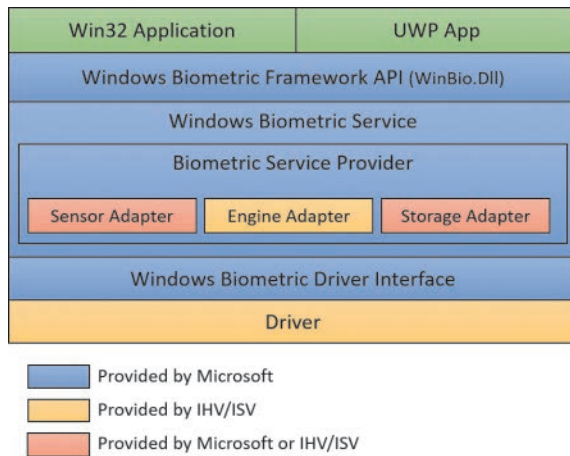 Win32 Application
UWP App
Windows Biometric Framework API (WinBio.Dll)
Windows Biometric Service
Biometric Service Provider
Sensor Adapter
Engine Adapter
Storage Adapter
Windows Biometric Driver Interface
Driver
Provided by Microsoft
Provided by IHV/ISV
Provided by Microsoft or IHV/ISV